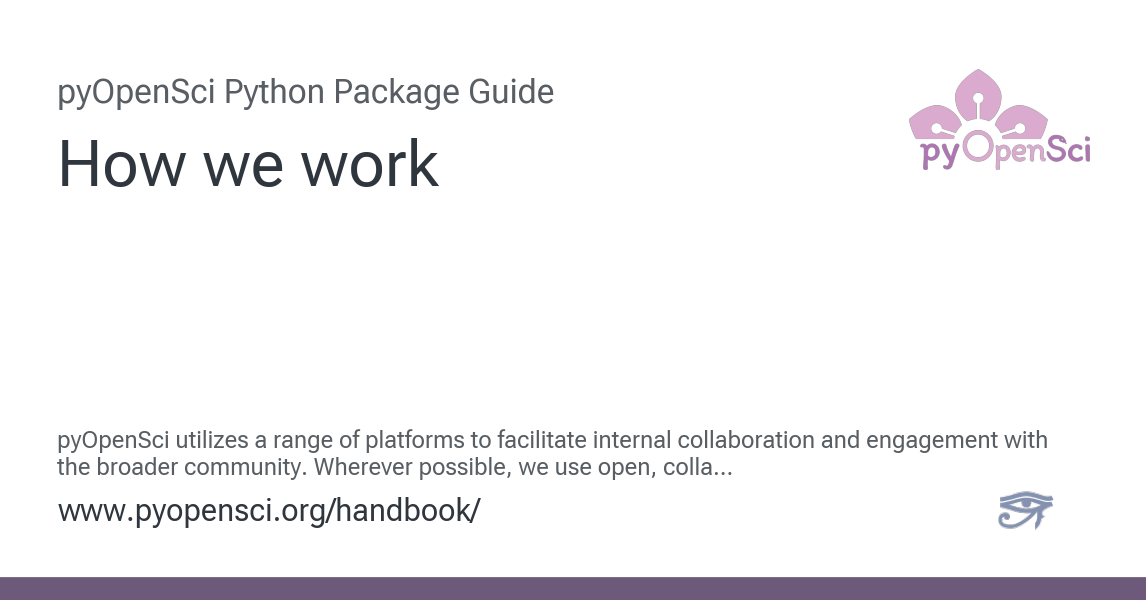 pyOpenSci Python Package Guide
How we work
pyOpenSci
pyOpenSci utilizes a range of platforms to facilitate internal collaboration and engagement with
the broader community. Wherever possible, we use open, colla...
www.pyopensci.org/handbook/